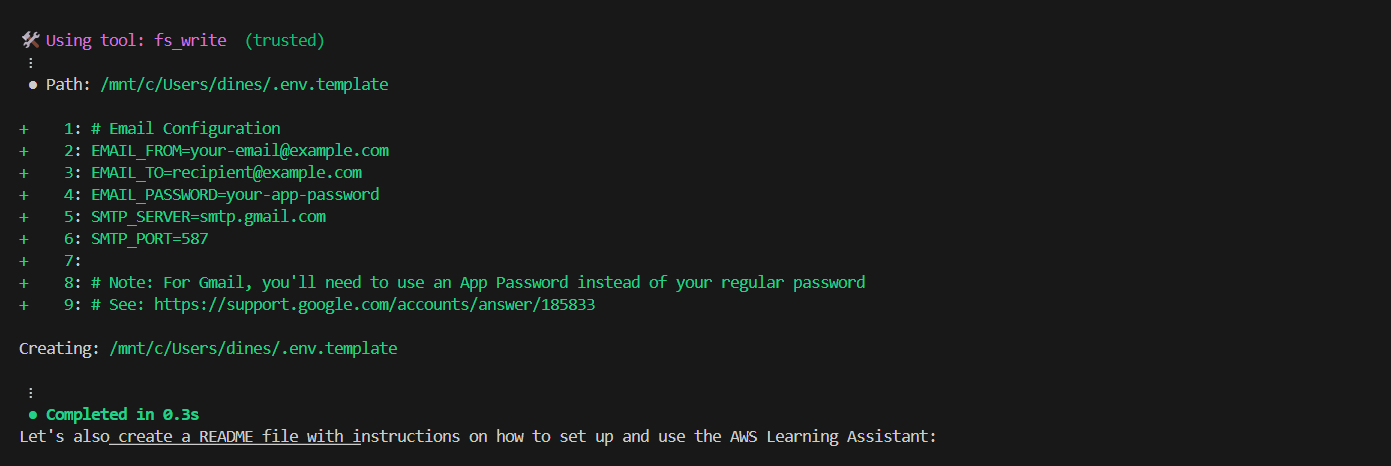 🛠️ Using tool: fs_write (trusted)
⋮
● Path: /mnt/c/Users/dines/.env.template
+ 1: # Email Configuration
+ 2: EMAIL_FROM=your-email@example.com
+ 3: EMAIL_TO=recipient@example.com
+ 4: EMAIL_PASSWORD=your-app-password
+ 5: SMTP_SERVER=smtp.gmail.com
+ 6: SMTP_PORT=587
+ 7:
+ 8: # Note: For Gmail, you'll need to use an App Password instead of your regular password
+ 9: # See: https://support.google.com/accounts/answer/185833
Creating: /mnt/c/Users/dines/.env.template
⋮
● Completed in 0.3s
Let's also create a README file with instructions on how to set up and use the AWS Learning Assistant: